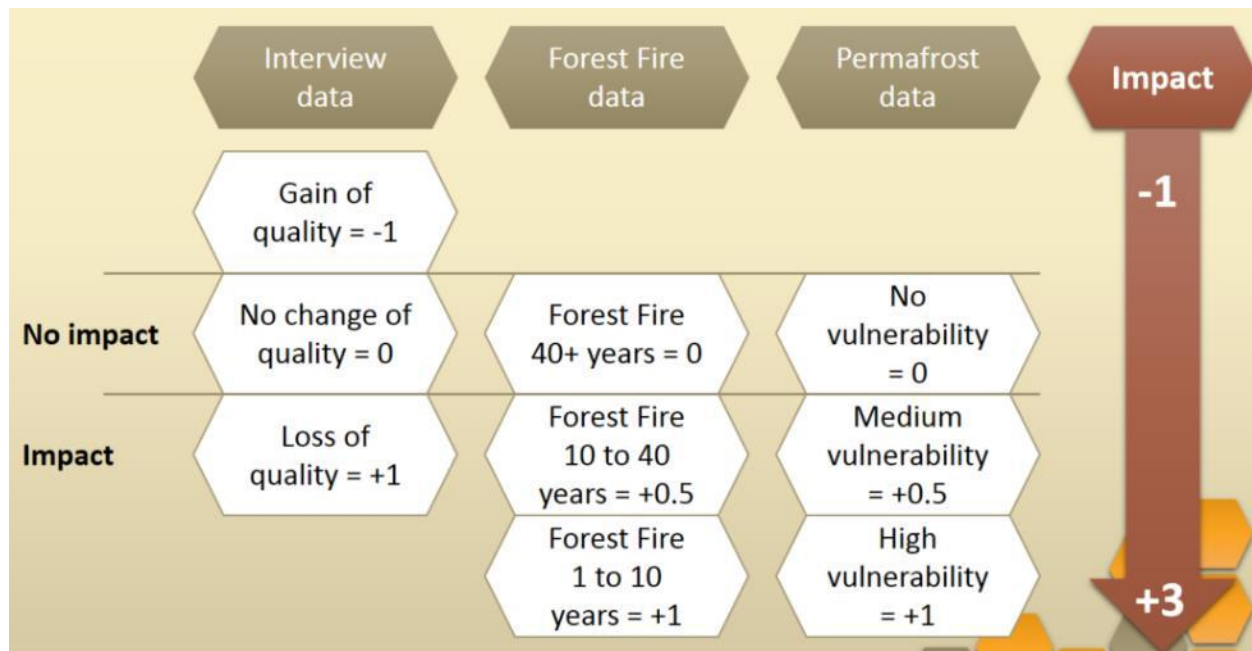 Interview
data
Forest Fire
data
Permafrost
data
Impact
-1
Gain of
quality = -1
No impact
No change of
quality = 0
Forest Fire
40+ years = 0
No
vulnerability
= 0
Impact
Loss of
quality = +1
Forest Fire
10 to 40
years = +0.5
Medium
vulnerability
= +0.5
Forest Fire
1 to 10
years = +1
High
vulnerability
= +1
+3